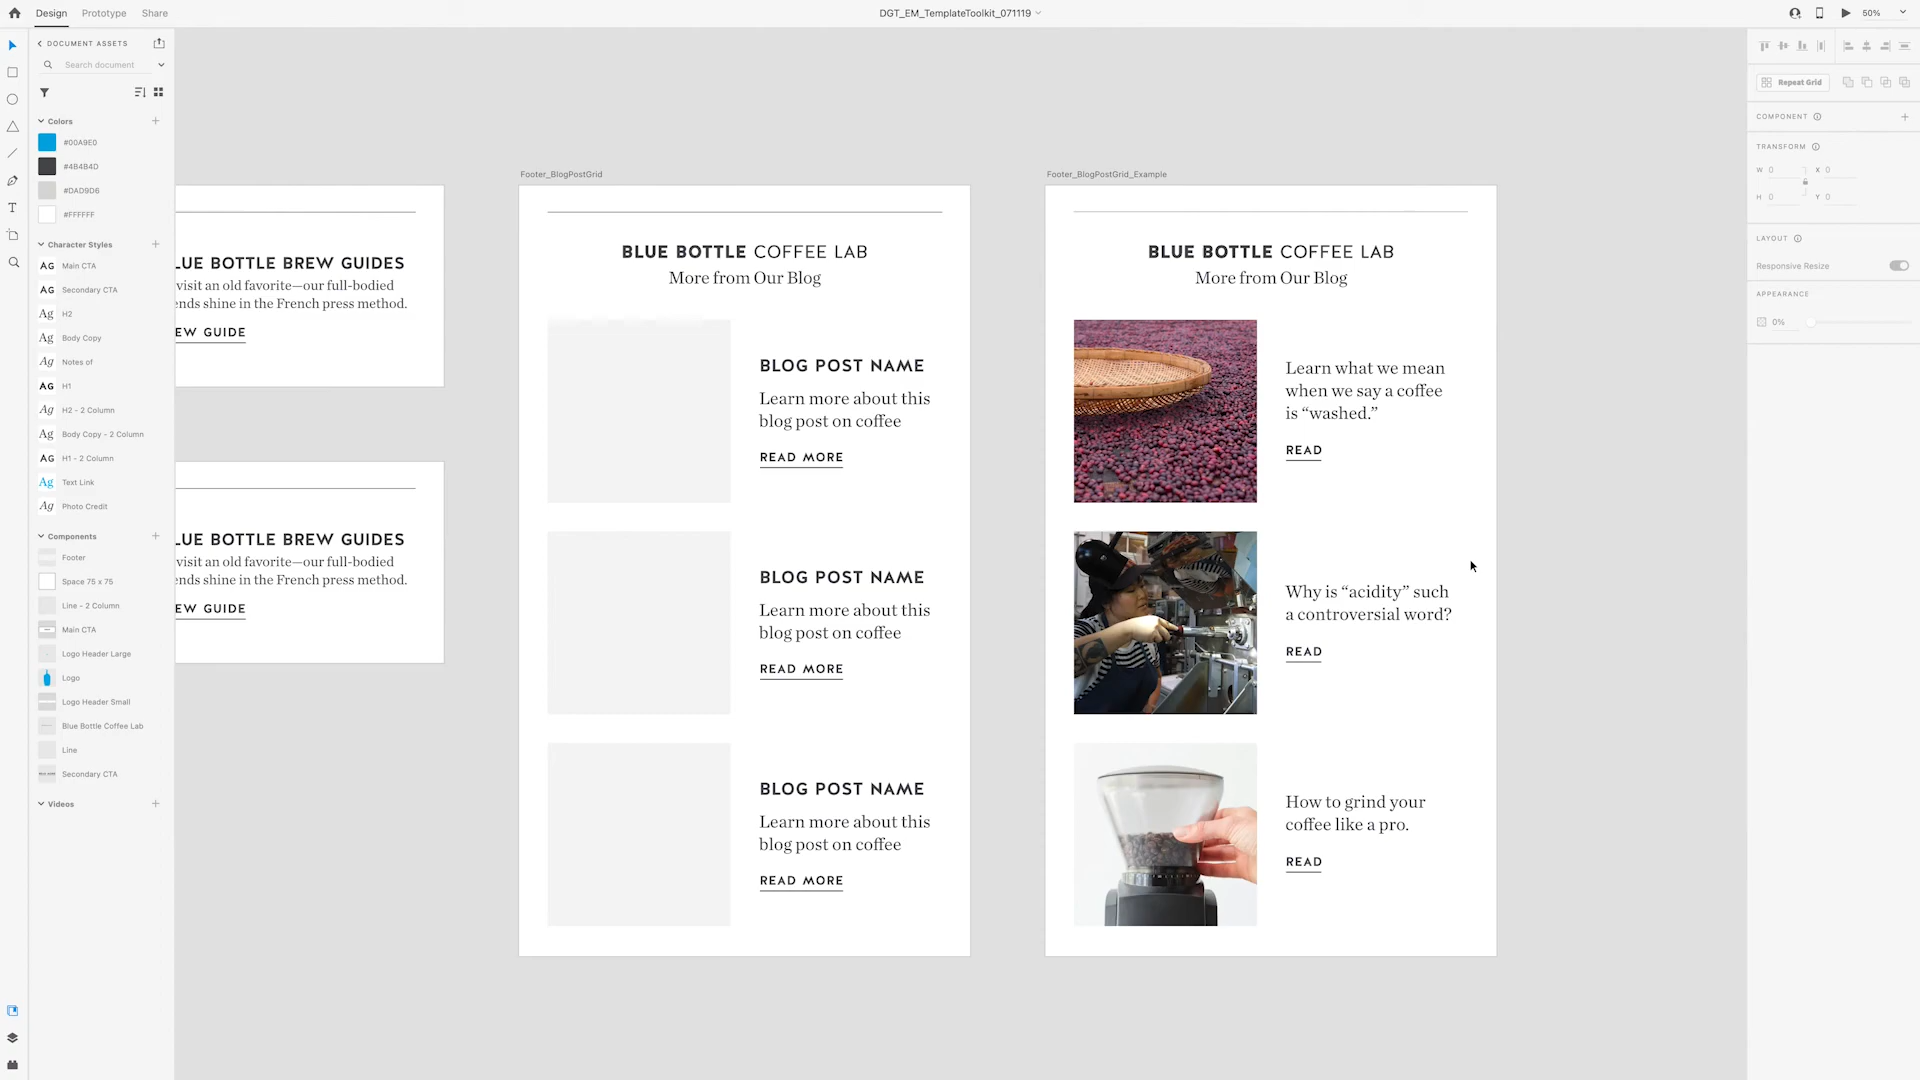 Design
Prototype
Share
DGT_EM_TemplateToolkit_071119
50%
DOCUMENT ASSETS
Search document
Colors
#00A9E0
#4B4B4D
#DAD9D6
#FFFFFF
Character Styles
AG Main CTA
AG Secondary CTA
Ag H2
Ag Body Copy
Ag Notes of
AG H1
Ag H2 - 2 Column
Ag Body Copy - 2 Column
AG H1 - 2 Column
Ag Text Link
Ag Photo Credit
Components
Footer
Space 75 x 75
Line - 2 Column
Main CTA
Logo Header Large
Logo
Logo Header Small
Blue Bottle Coffee Lab
Line
Secondary CTA
Videos
LUE BOTTLE BREW GUIDES
visit an old favorite—our full-bodied
ends shine in the French press method.
EW GUIDE
LUE BOTTLE BREW GUIDES
visit an old favorite—our full-bodied
ends shine in the French press method.
EW GUIDE
Footer_BlogPostGrid
BLUE BOTTLE COFFEE LAB
More from Our Blog
BLOG POST NAME
Learn more about this
blog post on coffee
READ MORE
BLOG POST NAME
Learn more about this
blog post on coffee
READ MORE
BLOG POST NAME
Learn more about this
blog post on coffee
READ MORE
Footer_BlogPostGrid_Example
BLUE BOTTLE COFFEE LAB
More from Our Blog
Learn what we mean
when we say a coffee
is “washed.”
READ
Why is “acidity” such
a controversial word?
READ
How to grind your
coffee like a pro.
READ
Repeat Grid
COMPONENT
TRANSFORM
W 0 X 0
H 0 Y 0
LAYOUT
Responsive Resize
APPEARANCE
0%